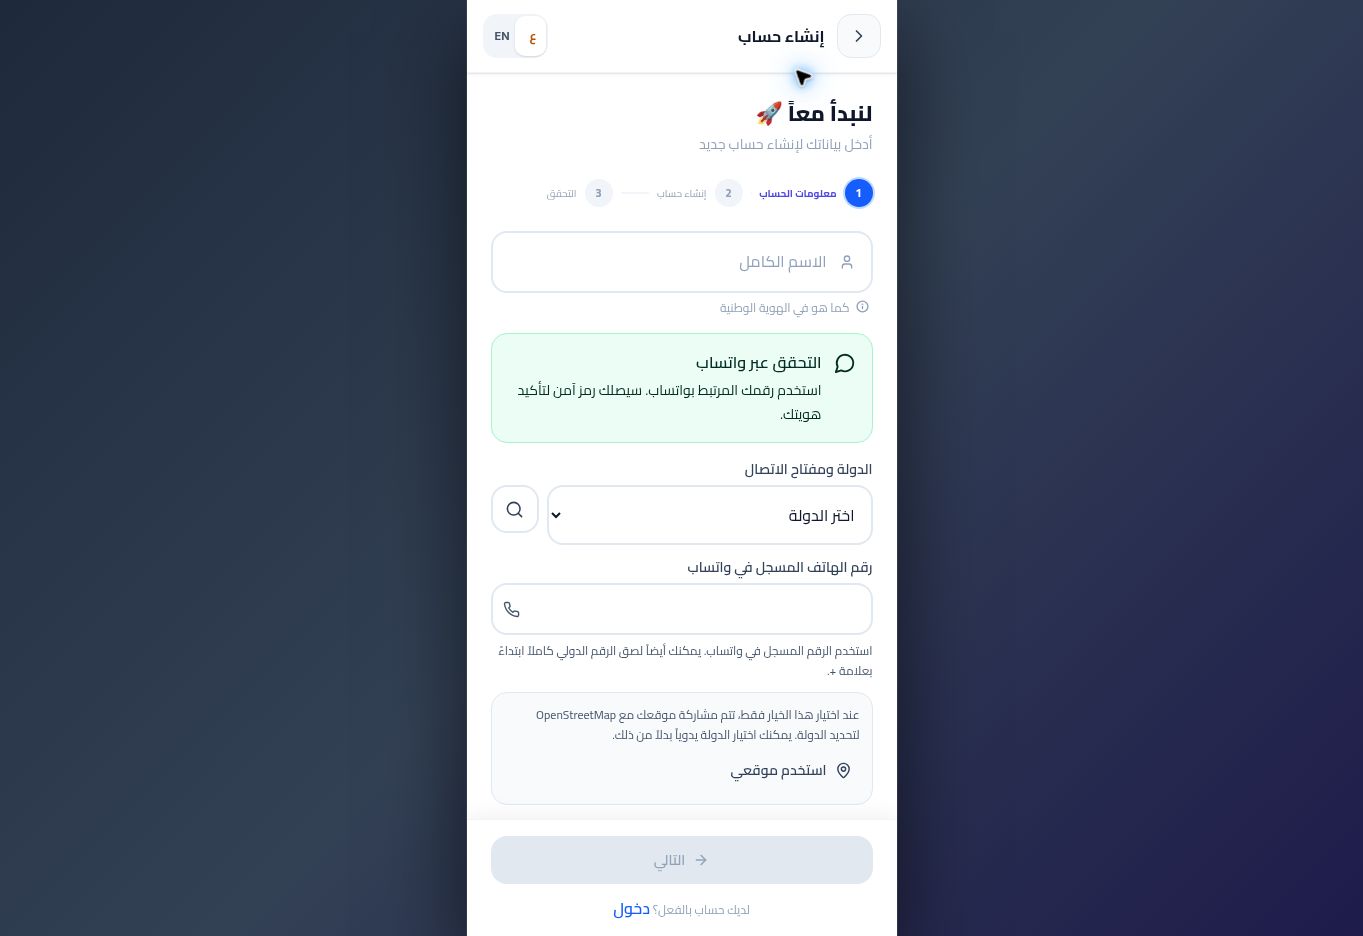 إنشاء حساب
ع
EN
لنبدأ معاً 🚀
أدخل بياناتك لإنشاء حساب جديد
1 معلومات الحساب 2 إنشاء حساب 3 التحقق
الاسم الكامل
كما هو في الهوية الوطنية
التحقق عبر واتساب
استخدم رقمك المرتبط بواتساب. سيصلك رمز آمن لتأكيد
هويتك.
الدولة ومفتاح الاتصال
اختر الدولة
رقم الهاتف المسجل في واتساب
استخدم الرقم المسجل في واتساب. يمكنك أيضاً لصق الرقم الدولي كاملاً ابتداءً
بعلامة +.
عند اختيار هذا الخيار فقط، تتم مشاركة موقعك مع OpenStreetMap
لتحديد الدولة. يمكنك اختيار الدولة يدوياً بدلاً من ذلك.
استخدم موقعي
التالي
لديك حساب بالفعل؟ دخول